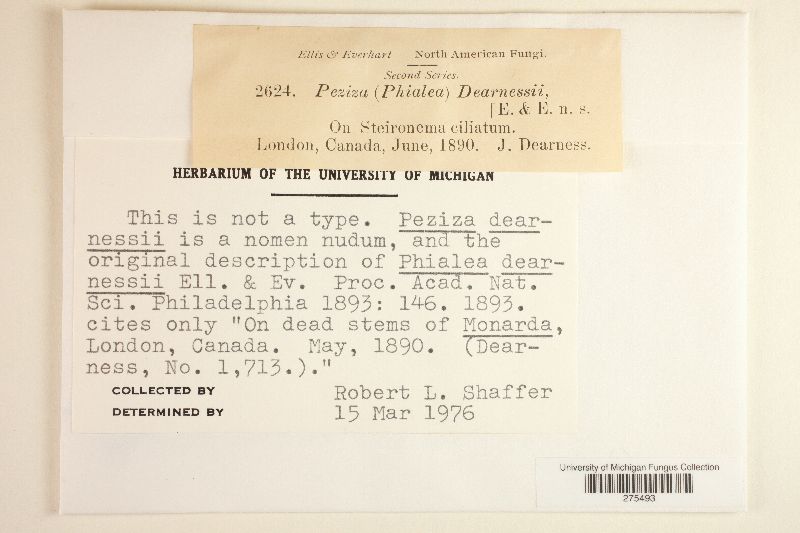 Ellis & Everhart North American Fungi.
Second Series.
2624. Peziza (Phialea) Dearnessii,
[E. & E. n. s.
On Steironema ciliatum.
London, Canada, June, 1890. J. Dearness.
HERBARIUM OF THE UNIVERSITY OF MICHIGAN
This is not a type. Peziza dear-
nessii is a nomen nudum, and the
original description of Phialea dear-
nessii Ell. & Ev. Proc. Acad. Nat.
Sci. Philadelphia 1893: 146. 1893.
cites only "On dead stems of Monarda,
London, Canada. May, 1890. (Dear-
ness, No. 1,713.)."
COLLECTED BY Robert L. Shaffer
DETERMINED BY 15 Mar 1976
University of Michigan Fungus Collection
275493